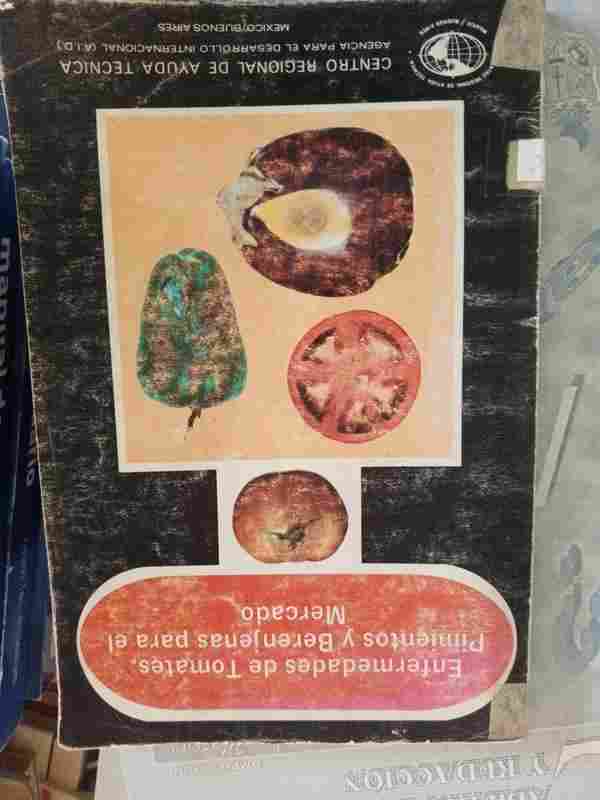 Enfermedades de Tomates,
Pimientos y Berenjenas para el
Mercado
CENTRO REGIONAL DE AYUDA TECNICA
AGENCIA PARA EL DESARROLLO INTERNACIONAL (A.I.D.)
MEXICO/BUENOS AIRES
Y REDACCIÓN